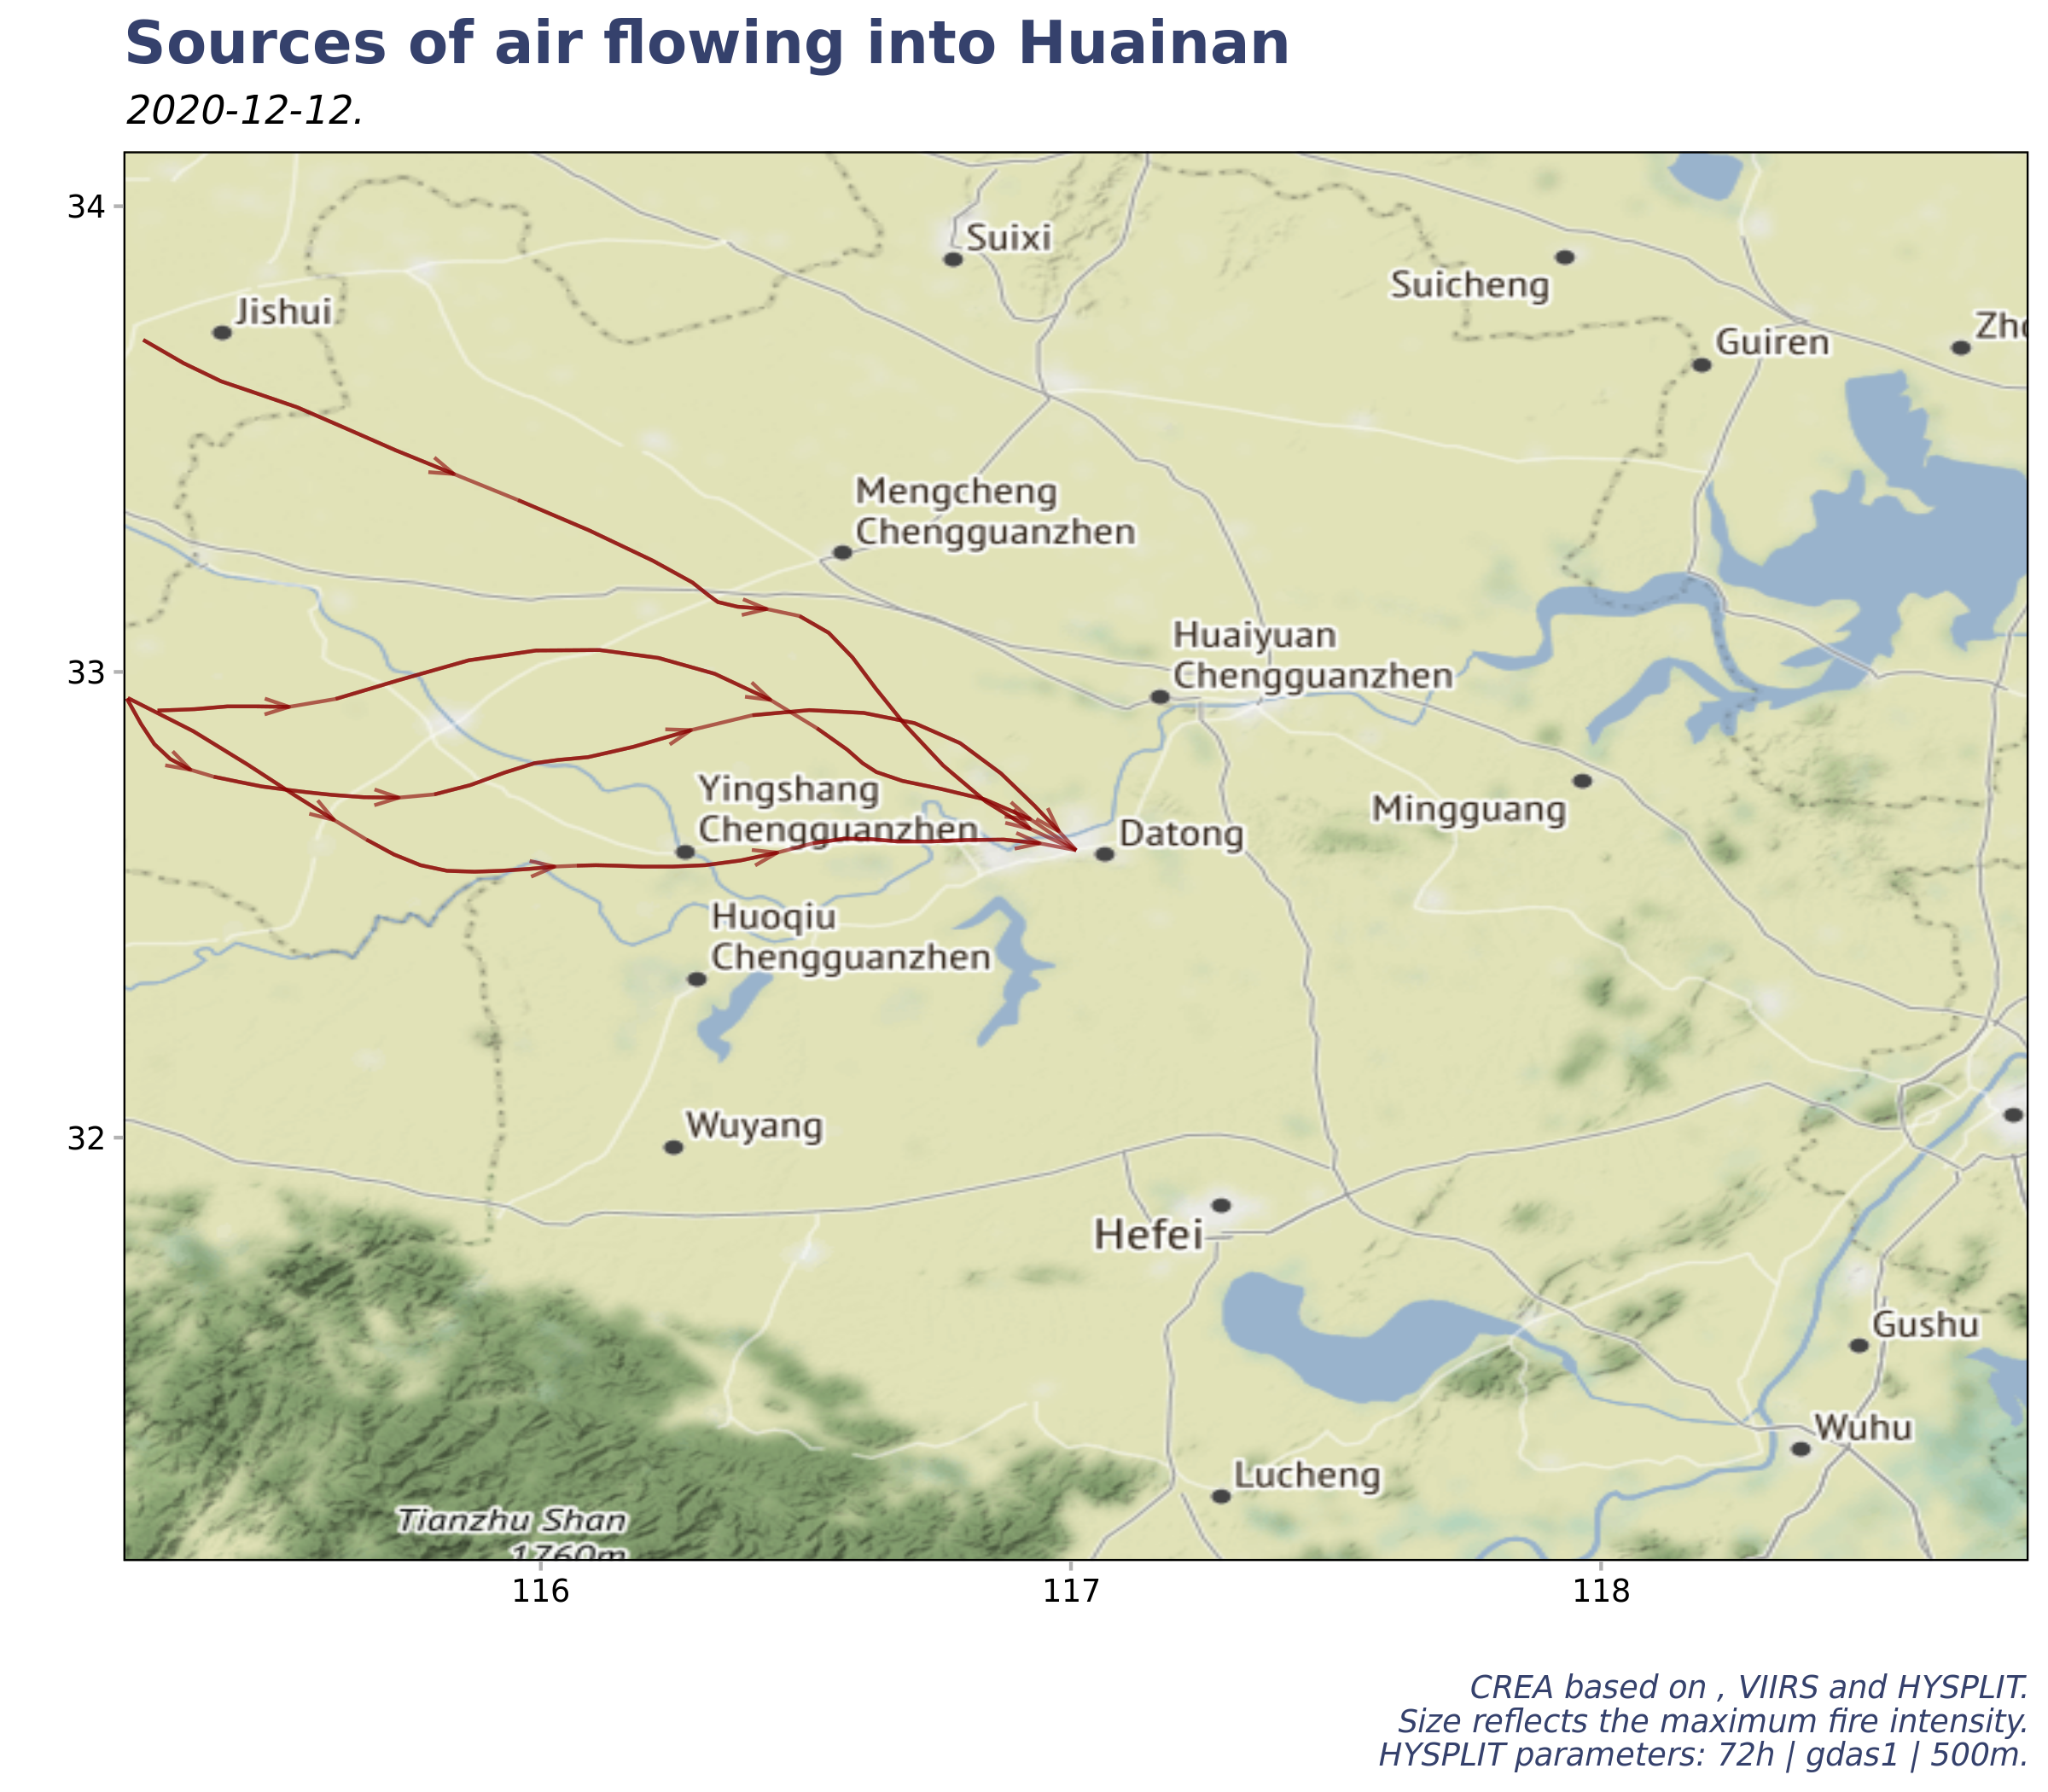 Sources of air flowing into Huainan
2020-12-12.
34
33
32
Suixi
Suicheng
Jishui
Guiren
Mengcheng
Chengguanzhen
Huaiyuan
Chengguanzhen
Yingshang
Chengguanzhen
Mingguang
Datong
Huoqiu
Chengguanzhen
Wuyang
Hefei
Gushu
Wuhu
Lucheng
Tianzhu Shan
1760m
116
117
118
CREA based on , VIIRS and HYSPLIT.
Size reflects the maximum fire intensity.
HYSPLIT parameters: 72h | gdas1 | 500m.